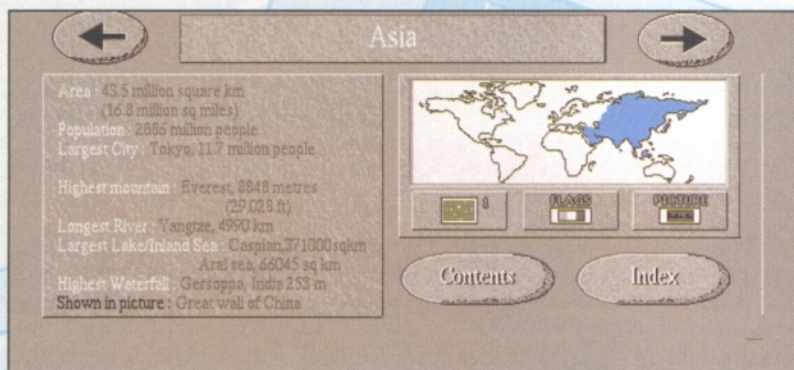 Asia
Area : 43.5 million square km
(16.8 million sq miles)
Population : 2886 million people
Largest City : Tokyo, 11.7 million people
Highest mountain : Everest, 8848 metres
(29.028 ft)
Longest River : Yangtze, 4990 km
Largest Lake/Inland Sea : Caspian,371000sqkm
Aral sea, 66045 sq km
Highest Waterfall : Gersoppa, India 253 m
Shown in picture : Great wall of China
1
FLAGS
PICTURE
Contents
Index